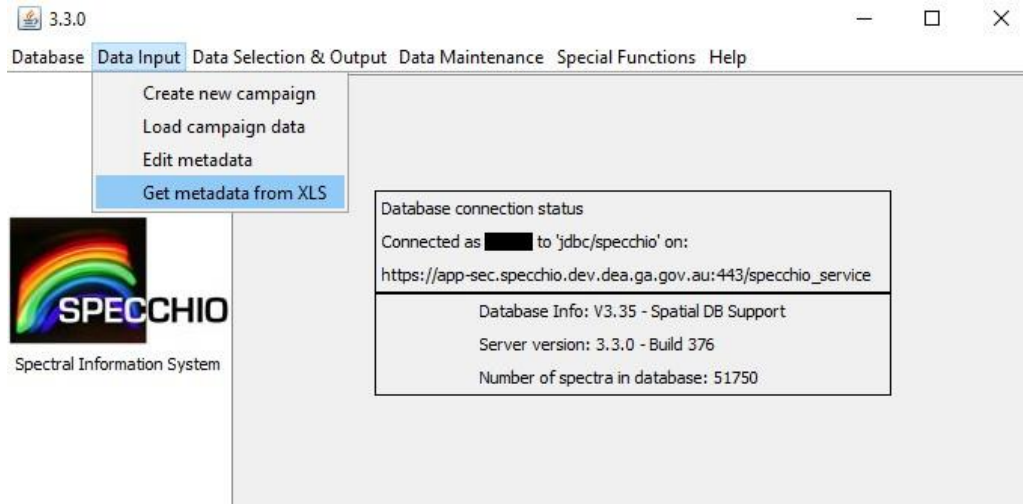 3.3.0
Database Data Input Data Selection & Output Data Maintenance Special Functions Help
Create new campaign
Load campaign data
Edit metadata
Get metadata from XLS
Database connection status
Connected as to 'jdbc/specchio' on:
https://app-sec.specchio.dev.dea.ga.gov.au:443/specchio_service
Database Info: V3.35 - Spatial DB Support
Server version: 3.3.0 - Build 376
Number of spectra in database: 51750
SPECCHIO
Spectral Information System